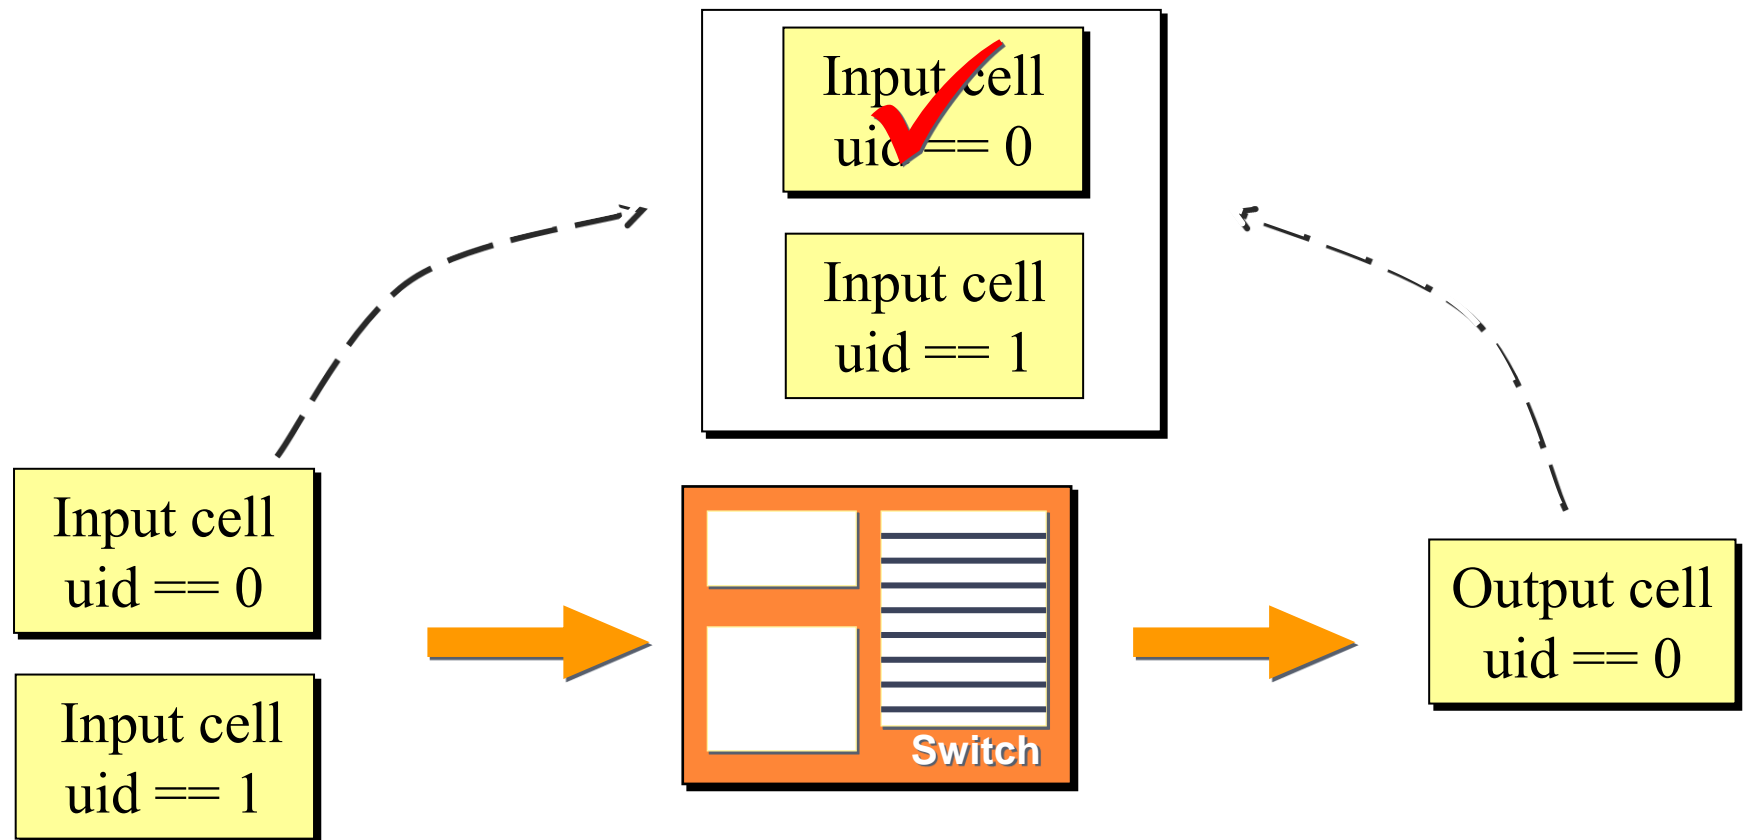 Input cell
uid == 0
Input cell
uid == 1
Input cell
uid == 0
Input cell
uid == 1
Switch
Output cell
uid == 0